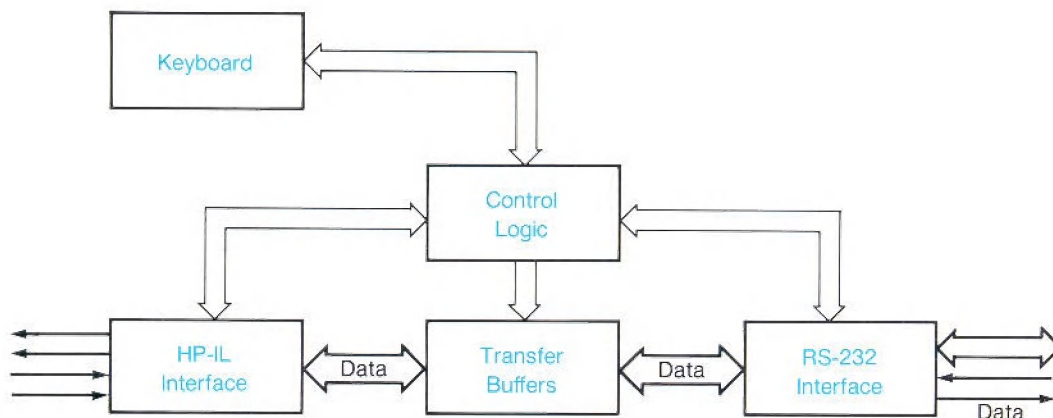 Keyboard
Control
Logic
HP-IL
Interface
Data
Transfer
Buffers
Data
RS-232
Interface
Data